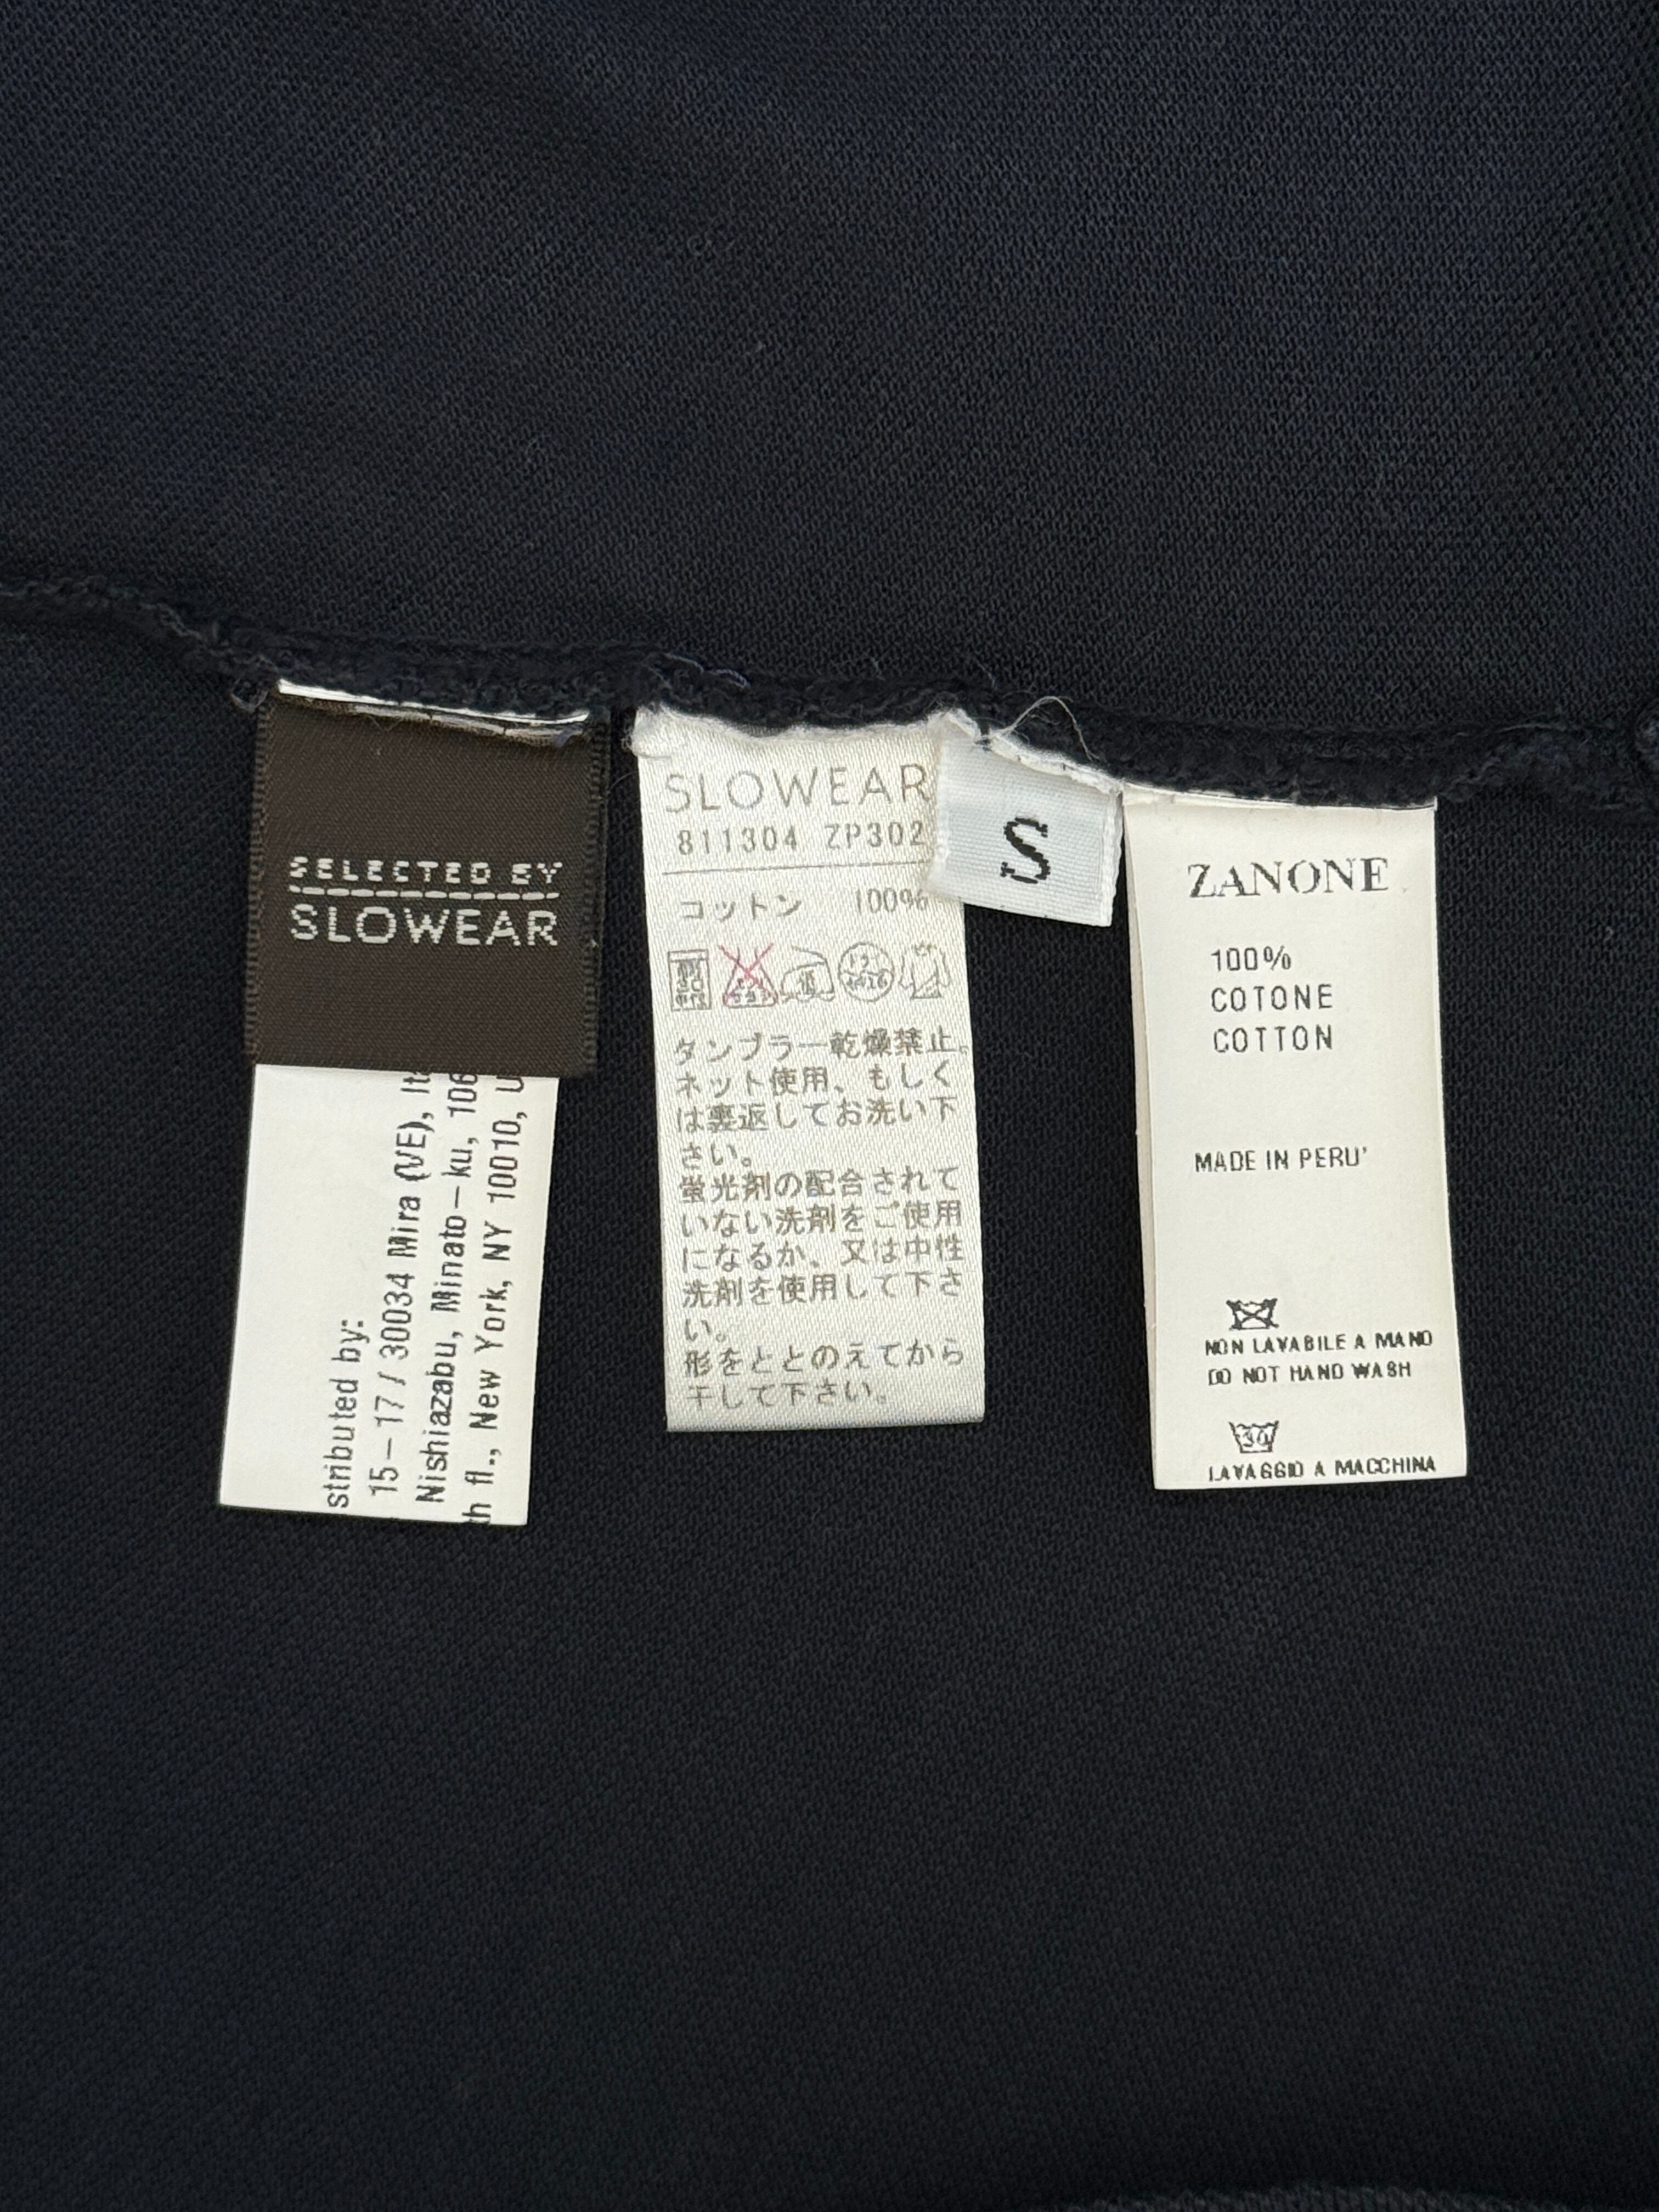 SELECTED BY
SLOWEAR
stributed by:
15-17 / 30034 Mira (VE), It
Nishiazabu, Minato-ku, 106
th fl., New York, NY 10010, U
SLOWEAR
811304 ZP302
コットン 100%
タンブラー乾燥禁止。
ネット使用、もしく
は裏返してお洗い下
さい。
蛍光剤の配合されて
いない洗剤をご使用
になるか、又は中性
洗剤を使用して下さ
い。
形をととのえてから
干して下さい。
S
ZANONE
100%
COTONE
COTTON
MADE IN PERU'
NON LAVABILE A MANO
DO NOT HAND WASH
30
LAVAGGIO A MACCHINA